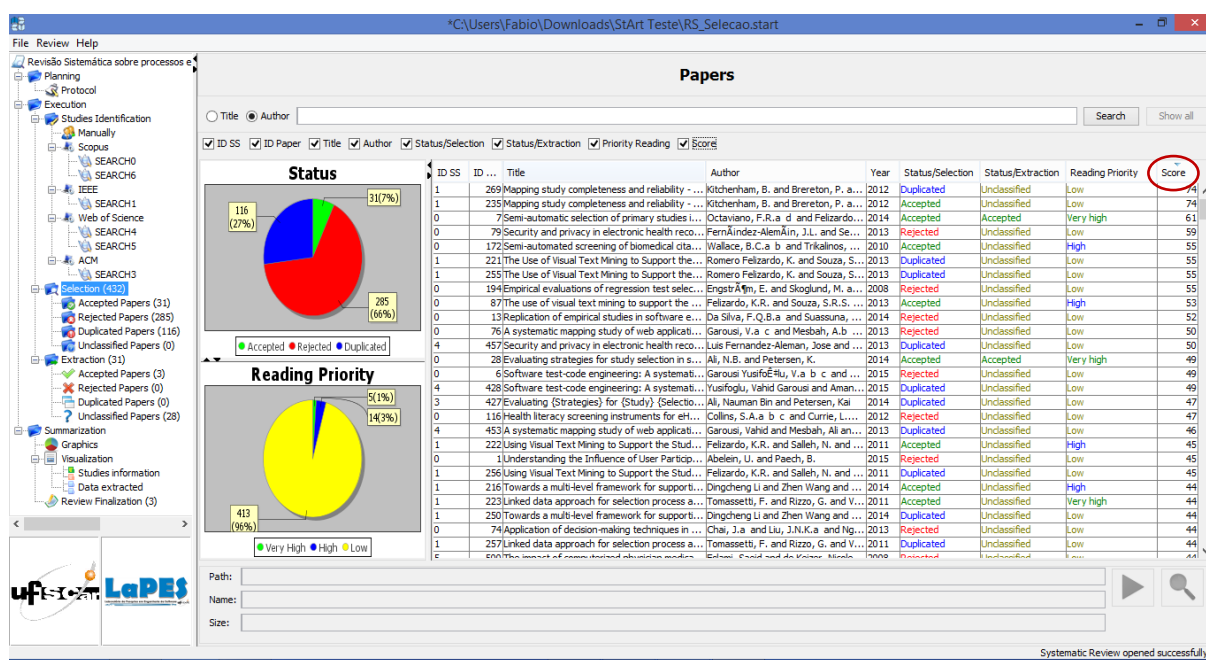 *C:\Users\Fabio\Downloads\StArt Teste\RS_Selecao.start
File Review Help
Revisão Sistemática sobre processos e
Planning
Protocol
Execution
Studies Identification
Manually
Scopus
SEARCH0
SEARCH6
IEEE
SEARCH1
Web of Science
SEARCH4
SEARCH5
ACM
SEARCH3
Selection (432)
Accepted Papers (31)
Rejected Papers (285)
Duplicated Papers (116)
Unclassified Papers (0)
Extraction (31)
Accepted Papers (3)
Rejected Papers (0)
Duplicated Papers (0)
Unclassified Papers (28)
Summarization
Graphics
Visualization
Studies information
Data extracted
Review Finalization (3)
ufscar LaPES
Papers
Title Author Search Show all
ID SS ID Paper Title Author Status/Selection Status/Extraction Priority Reading Score
Status
31(7%)
116
(27%)
285
(66%)
Accepted Rejected Duplicated
Reading Priority
5(1%)
14(3%)
413
(96%)
Very High High Low
ID SS ID ... Title Author Year Status/Selection Status/Extraction Reading Priority Score
1 269 Mapping study completeness and reliability - ... Kitchenham, B. and Brereton, P. a... 2012 Duplicated Unclassified Low 74
1 235 Mapping study completeness and reliability - ... Kitchenham, B. and Brereton, P. a... 2012 Accepted Unclassified Low 74
0 7 Semi-automatic selection of primary studies i... Octaviano, F.R.a d and Felizardo... 2014 Accepted Accepted Very high 61
0 79 Security and privacy in electronic health reco... FernÃindez-AlemÃin, J.L. and Se... 2013 Rejected Unclassified Low 59
0 172 Semi-automated screening of biomedical cita... Wallace, B.C.a b and Trikalinos, ... 2010 Accepted Unclassified High 55
1 221 The Use of Visual Text Mining to Support the... Romero Felizardo, K. and Souza, S... 2013 Duplicated Unclassified Low 55
1 255 The Use of Visual Text Mining to Support the... Romero Felizardo, K. and Souza, S... 2013 Duplicated Unclassified Low 55
0 194 Empirical evaluations of regression test selec... EngstrÃ¶m, E. and Skoglund, M. a... 2008 Rejected Unclassified Low 55
0 87 The use of visual text mining to support the ... Felizardo, K.R. and Souza, S.R.S. ... 2013 Accepted Unclassified High 53
0 13 Replication of empirical studies in software e... Da Silva, F.Q.B.a and Suassuna, ... 2014 Rejected Unclassified Low 52
0 76 A systematic mapping study of web applicati... Garousi, V.a c and Mesbah, A.b ... 2013 Rejected Unclassified Low 50
4 457 Security and privacy in electronic health reco... Luis Fernandez-Aleman, Jose and ... 2013 Duplicated Unclassified Low 50
0 28 Evaluating strategies for study selection in s... Ali, N.B. and Petersen, K. 2014 Accepted Accepted Very high 49
0 6 Software test-code engineering: A systemati... Garousi YusifoĚ‡lu, V.a b c and ... 2015 Rejected Unclassified Low 49
4 428 Software test-code engineering: A systemati... Yusifoglu, Vahid Garousi and Aman... 2015 Duplicated Unclassified Low 49
3 427 Evaluating {Strategies} for {Study} {Selectio... Ali, Nauman Bin and Petersen, Kai 2014 Duplicated Unclassified Low 47
0 116 Health literacy screening instruments for eH... Collins, S.A.a b c and Currie, L.... 2012 Rejected Unclassified Low 47
4 453 A systematic mapping study of web applicati... Garousi, Vahid and Mesbah, Ali an... 2013 Duplicated Unclassified Low 46
1 222 Using Visual Text Mining to Support the Stud... Felizardo, K.R. and Salleh, N. and ... 2011 Accepted Unclassified High 45
0 1 Understanding the Influence of User Particip... Abelein, U. and Paech, B. 2015 Rejected Unclassified Low 45
1 256 Using Visual Text Mining to Support the Stud... Felizardo, K.R. and Salleh, N. and ... 2011 Duplicated Unclassified Low 45
1 216 Towards a multi-level framework for supporti... Dingcheng Li and Zhen Wang and ... 2014 Accepted Unclassified High 44
1 223 Linked data approach for selection process a... Tomassetti, F. and Rizzo, G. and V... 2011 Accepted Unclassified Very high 44
1 250 Towards a multi-level framework for supporti... Dingcheng Li and Zhen Wang and ... 2014 Duplicated Unclassified Low 44
0 74 Application of decision-making techniques in ... Chai, J.a and Liu, J.N.K.a and Ng... 2013 Rejected Unclassified Low 44
1 257 Linked data approach for selection process a... Tomassetti, F. and Rizzo, G. and V... 2011 Duplicated Unclassified Low 44
Path:
Name:
Size:
Systematic Review opened successfully